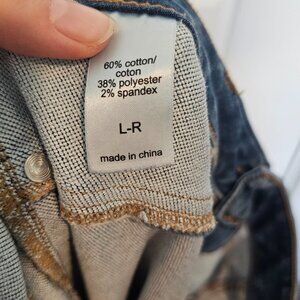 60% cotton/
coton
38% polyester
2% spandex
L-R
made in china